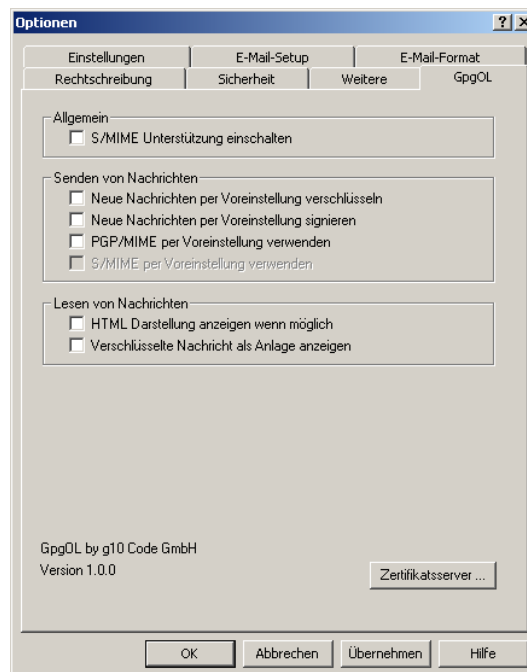 Optionen
Einstellungen
E-Mail-Setup
E-Mail-Format
Rechtschreibung
Sicherheit
Weitere
GpgOL
Allgemein
S/MIME Unterstützung einschalten
Senden von Nachrichten
Neue Nachrichten per Voreinstellung verschlüsseln
Neue Nachrichten per Voreinstellung signieren
PGP/MIME per Voreinstellung verwenden
S/MIME per Voreinstellung verwenden
Lesen von Nachrichten
HTML Darstellung anzeigen wenn möglich
Verschlüsselte Nachricht als Anlage anzeigen
GpgOL by g10 Code GmbH
Version 1.0.0
Zertifikatsserver ...
OK
Abbrechen
Übernehmen
Hilfe